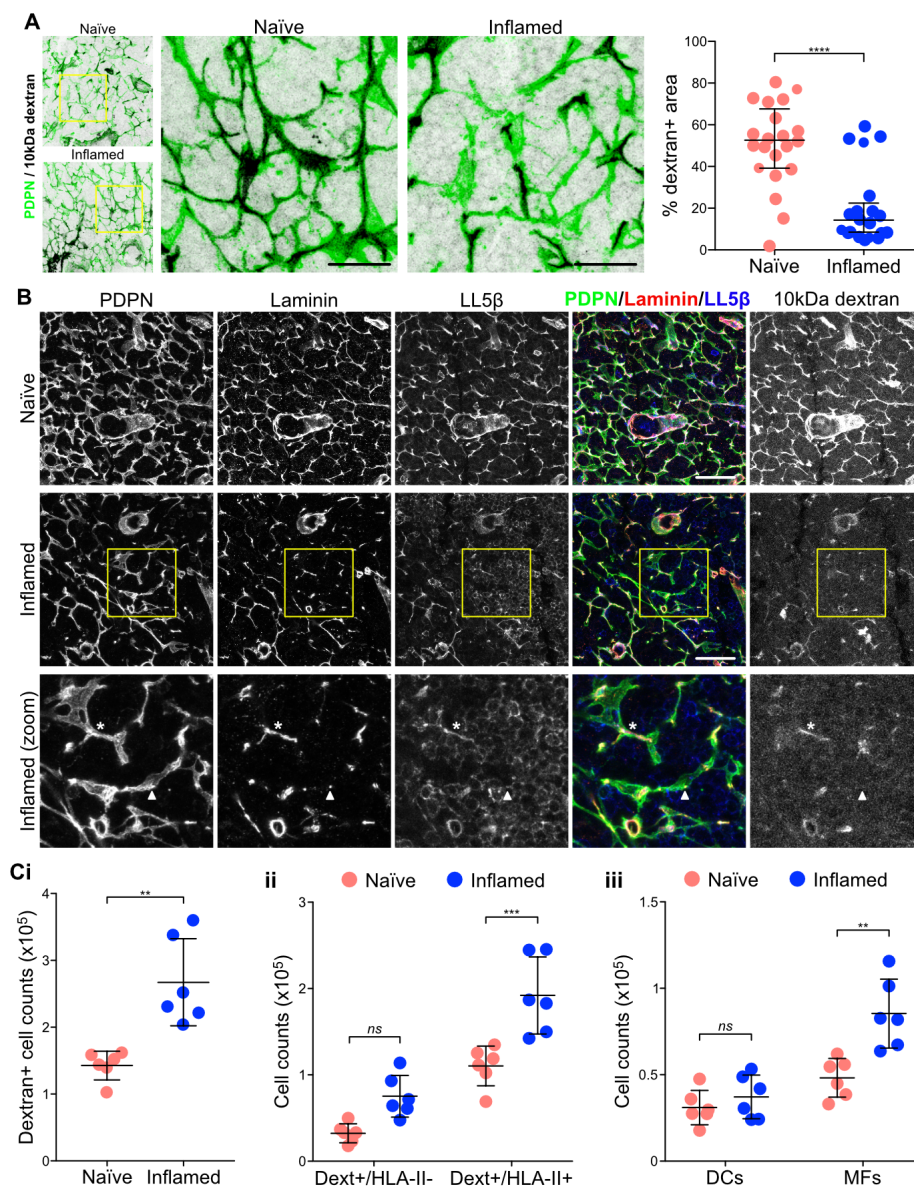 A
Naïve
Naïve
Inflamed
PDPN / 10kDa dextran
Inflamed
% dextran+ area
100
80
60
40
20
0
****
Naïve
Inflamed
B
PDPN
Laminin
LL5β
PDPN/Laminin/LL5β
10kDa dextran
Naïve
Inflamed
Inflamed (zoom)
*
*
*
*
*
Ci
Dextran+ cell counts (x10⁵)
4
3
2
1
0
**
Naïve
Inflamed
ii
Naïve
Inflamed
Cell counts (x10⁵)
4
3
2
1
0
ns
***
Dext+/HLA-II-
Dext+/HLA-II+
iii
Naïve
Inflamed
Cell counts (x10⁵)
1.5
1
0.5
0
ns
**
DCs
MFs